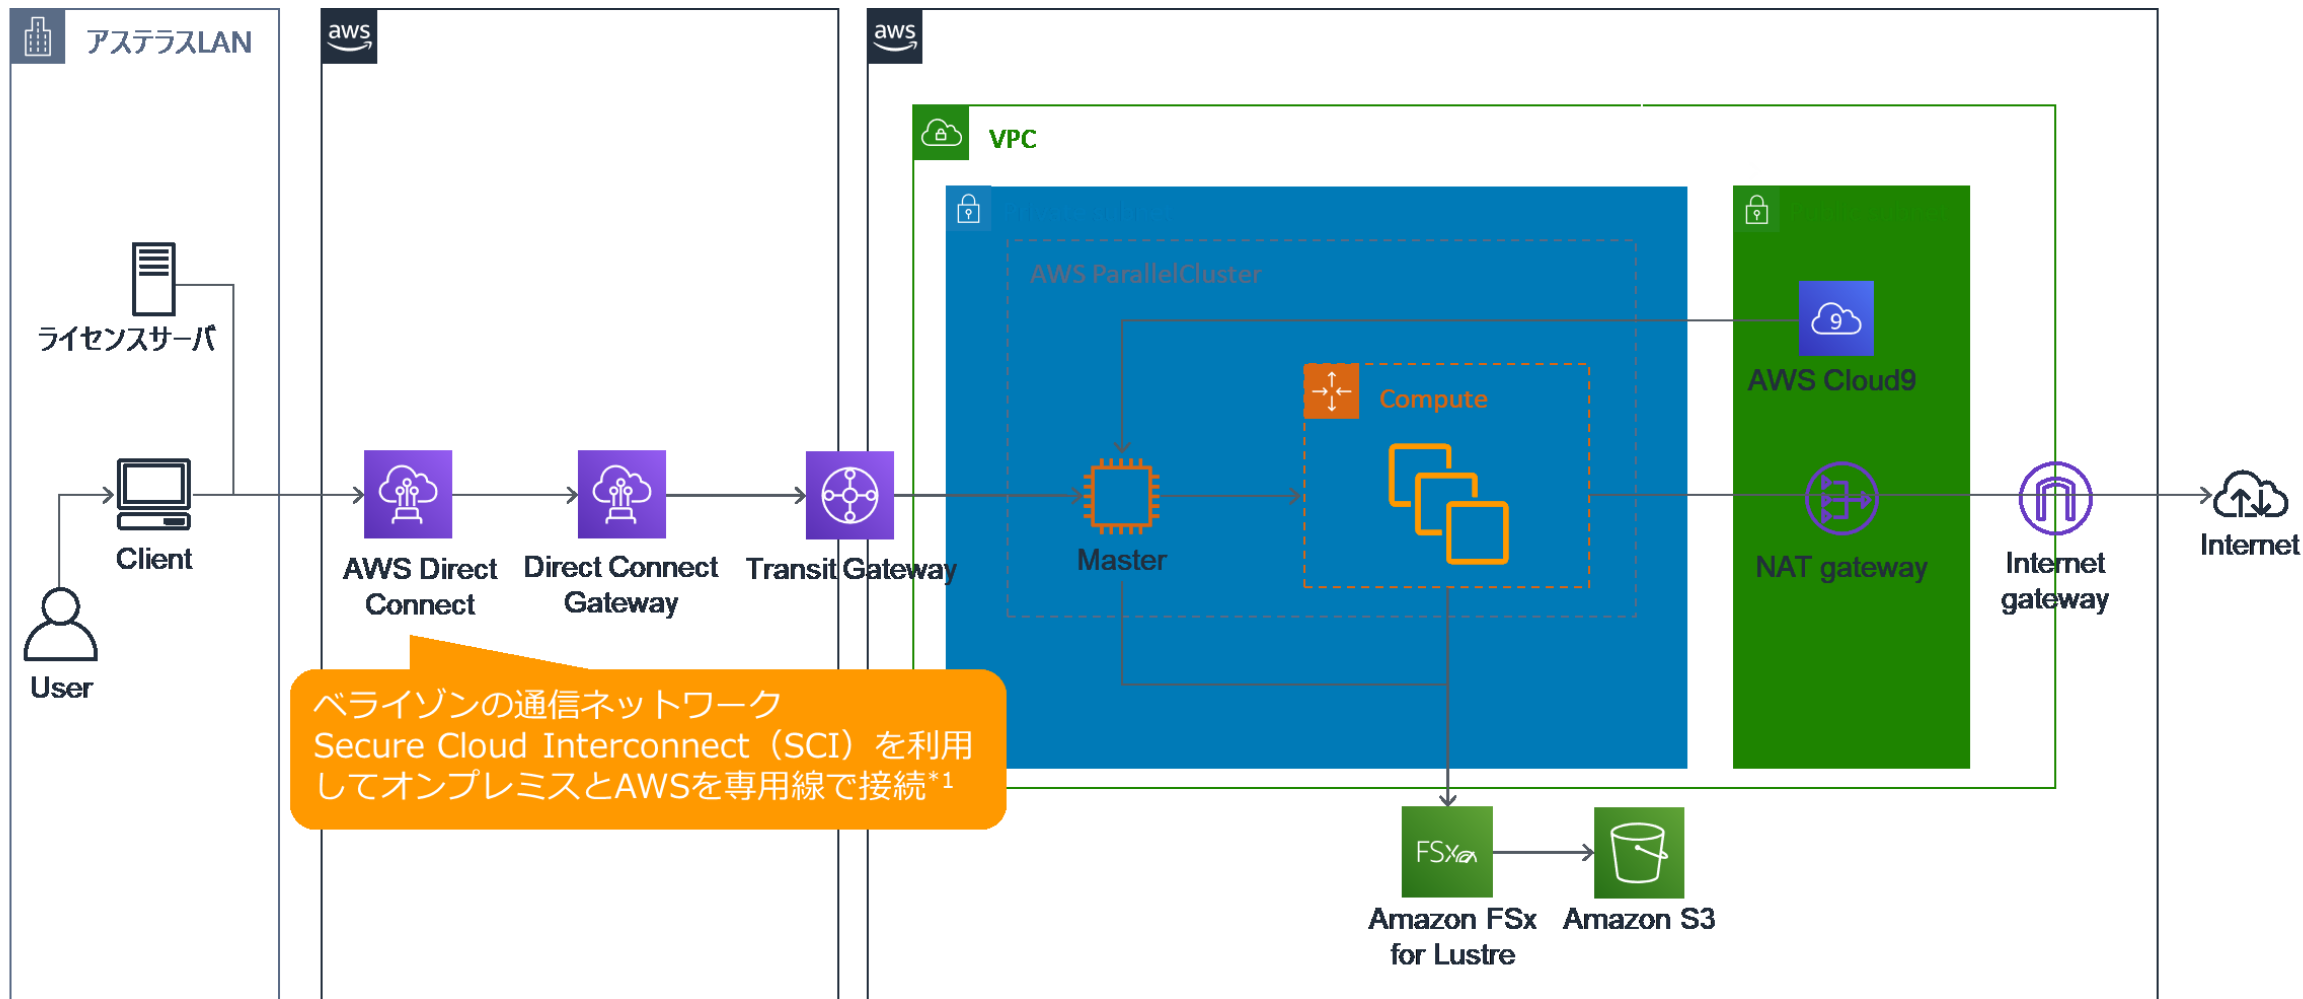 アステラスLAN
aws
aws
VPC
AWS ParallelCluster
ライセンスサーバ
9
AWS Cloud9
Compute
Client
AWS Direct
Connect
Direct Connect
Gateway
Transit Gateway
Master
NAT gateway
Internet
gateway
Internet
User
ベライゾンの通信ネットワーク
Secure Cloud Interconnect（SCI）を利用
してオンプレミスとAWSを専用線で接続*1
FSx
Amazon FSx
for Lustre
Amazon S3